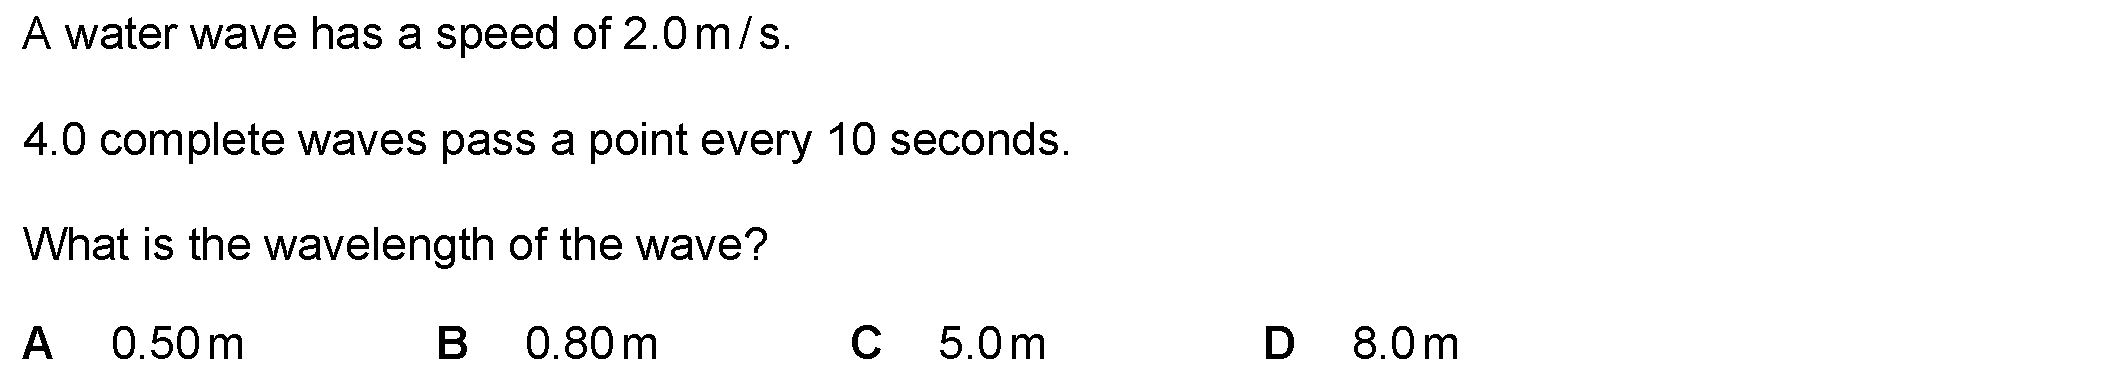 A water wave has a speed of 2.0 m / s.
4.0 complete waves pass a point every 10 seconds.
What is the wavelength of the wave?
A 0.50 m B 0.80 m C 5.0 m D 8.0 m